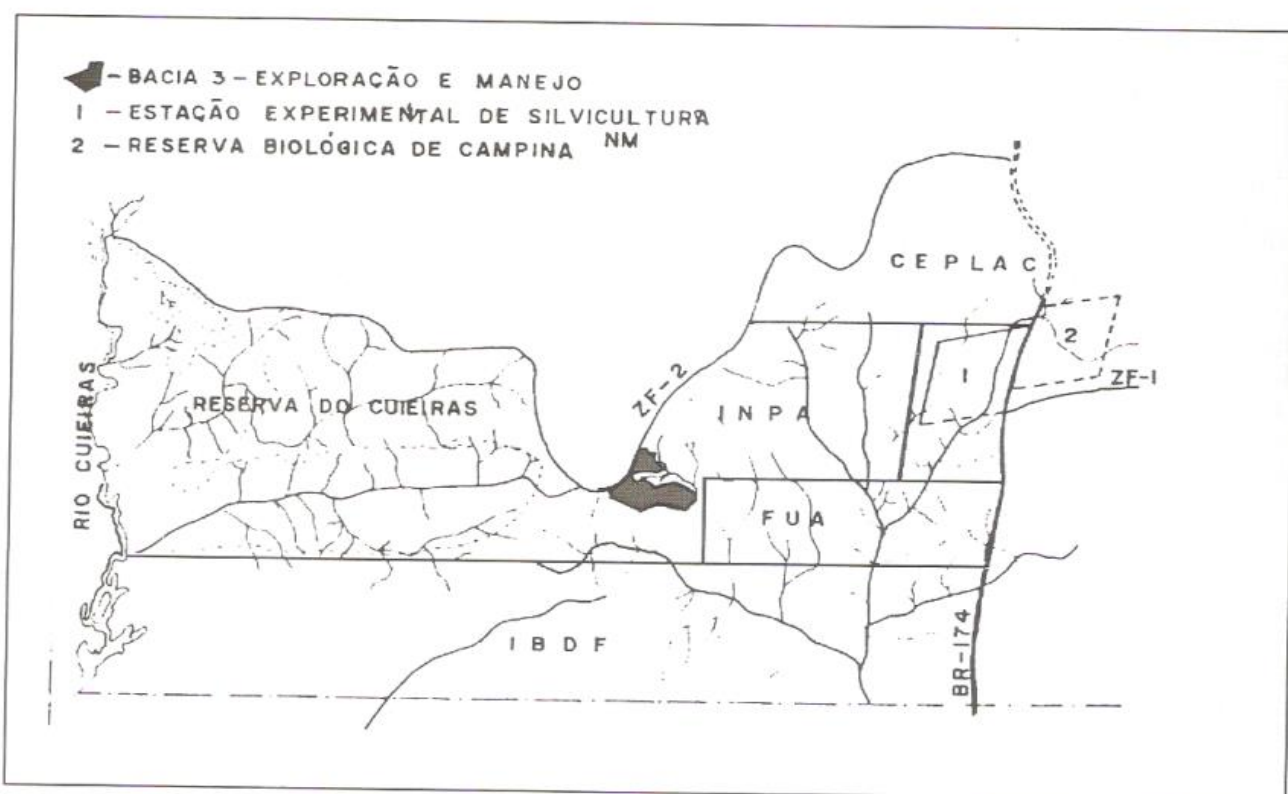 - BACIA 3 - EXPLORAÇÃO E MANEJO
1 - ESTAÇÃO EXPERIMENTAL DE SILVICULTURA
2 - RESERVA BIOLÓGICA DE CAMPINA
NM
CEPLAC
2
ZF-1
1
ZF-2
INPA
RESERVA DO CUIEIRAS
RIO CUIEIRAS
FUA
IBDF
BR-174